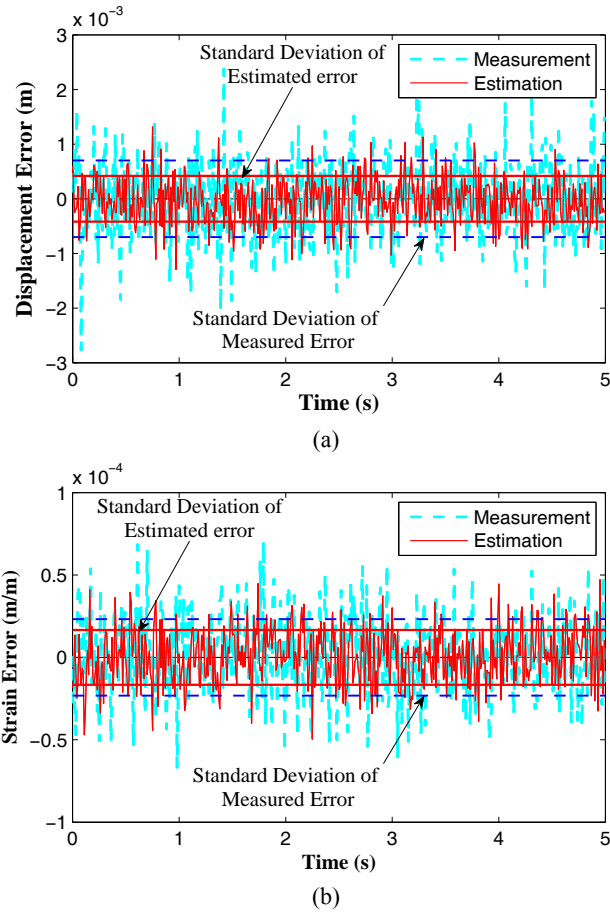 x 10⁻³
3
2
1
0
−1
−2
−3
Displacement Error (m)
Standard Deviation of
Estimated error
Measurement
Estimation
Standard Deviation of
Measured Error
0 1 2 3 4 5
Time (s)
(a)
x 10⁻⁴
1
0.5
0
−0.5
−1
Strain Error (m/m)
Standard Deviation of
Estimated error
Measurement
Estimation
Standard Deviation of
Measured Error
0 1 2 3 4 5
Time (s)
(b)